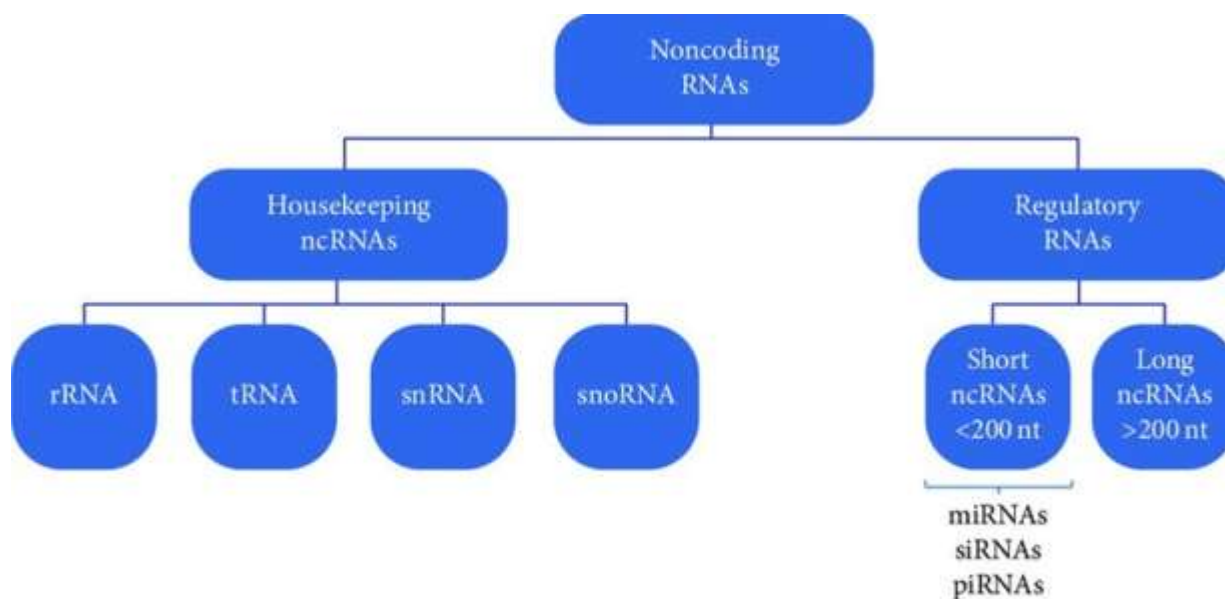 Noncoding
RNAs
Housekeeping
ncRNAs
Regulatory
RNAs
rRNA
tRNA
snRNA
snoRNA
Short
ncRNAs
<200 nt
Long
ncRNAs
>200 nt
miRNAs
siRNAs
piRNAs